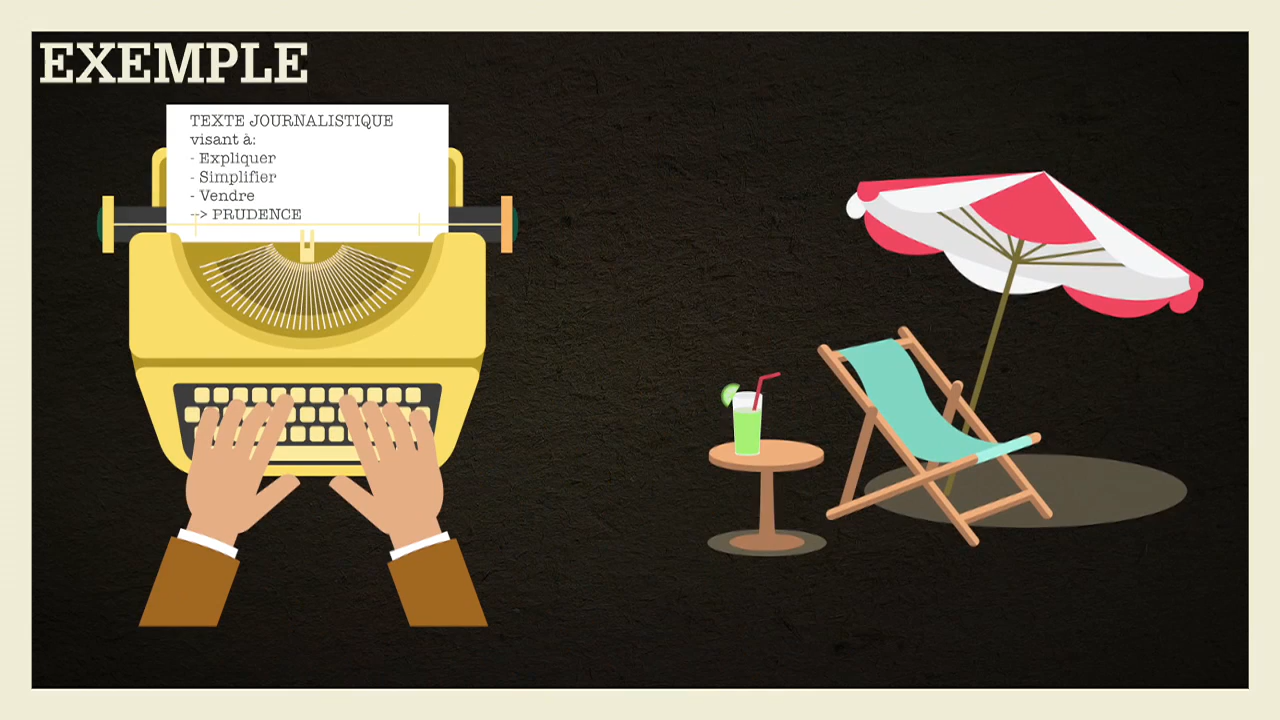 EXEMPLE
TEXTE JOURNALISTIQUE
visant à:
- Expliquer
- Simplifier
- Vendre
--> PRUDENCE